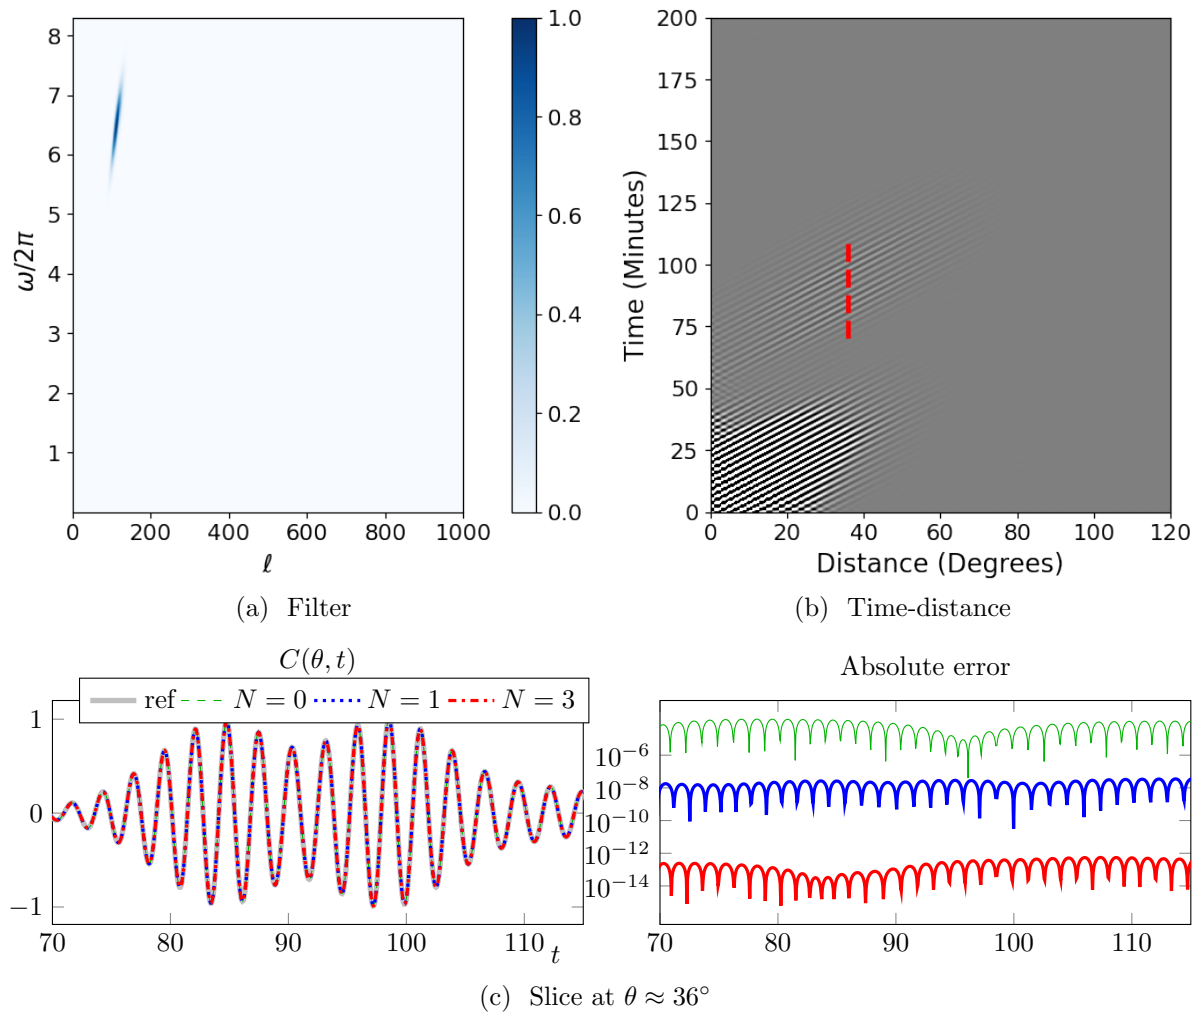 8
7
6
5
4
3
2
1
ω/2π
0 200 400 600 800 1000
ℓ
1.0
0.8
0.6
0.4
0.2
0.0
(a) Filter
200
175
150
125
100
75
50
25
0
Time (Minutes)
0 20 40 60 80 100 120
Distance (Degrees)
(b) Time-distance
C(θ, t)
ref N = 0 N = 1 N = 3
1
0
−1
70 80 90 100 110
t
Absolute error
10⁻⁶
10⁻⁸
10⁻¹⁰
10⁻¹²
10⁻¹⁴
70 80 90 100 110
(c) Slice at θ ≈ 36°